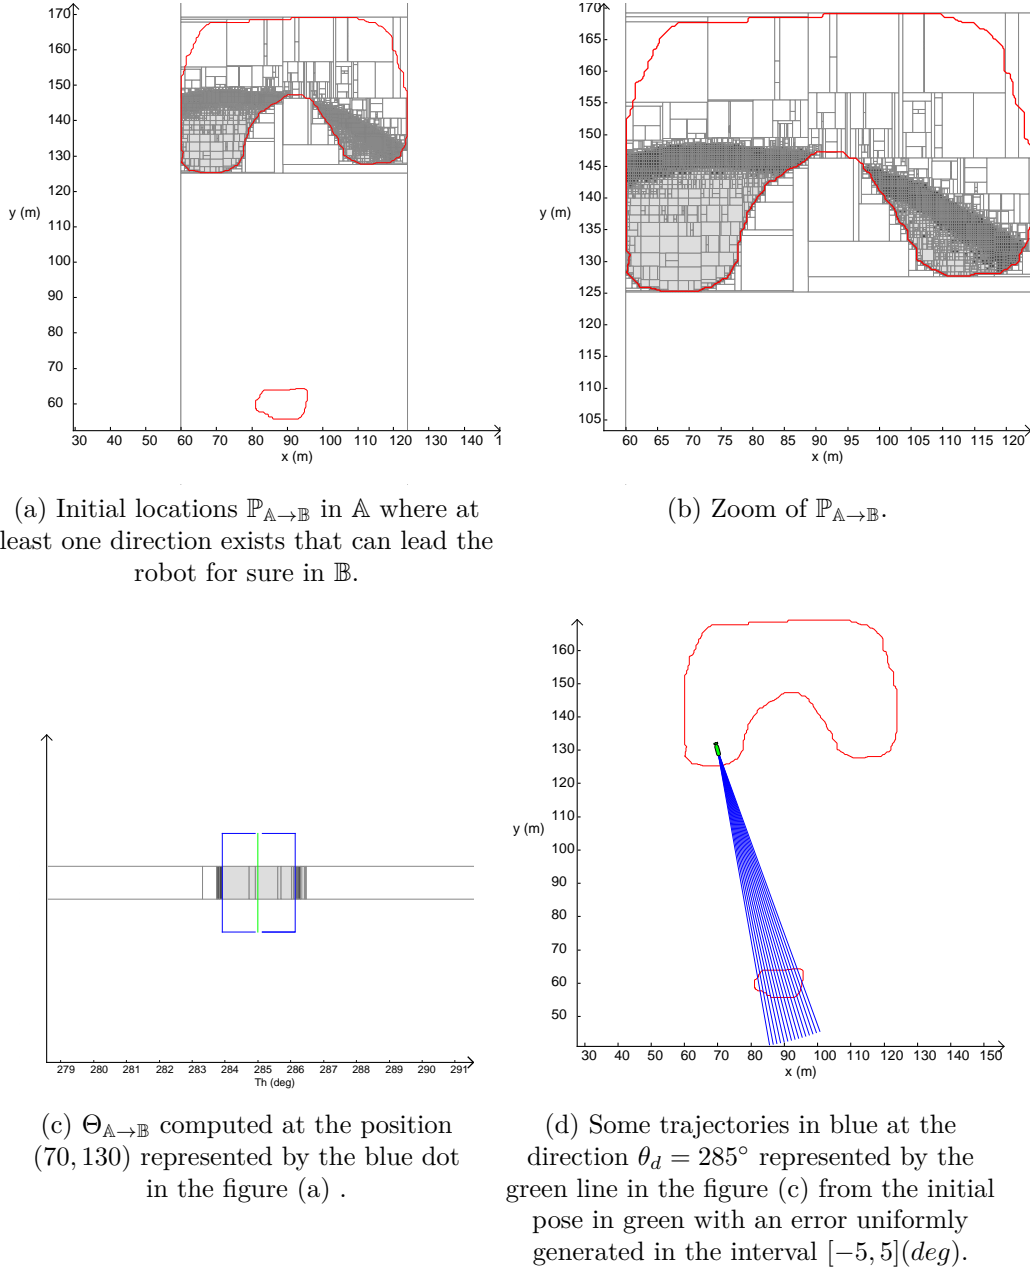 170
160
150
140
130
120
y (m)
110
100
90
80
70
60
30 40 50 60 70 80 90 100 110 120 130 140 1
x (m)
170
165
160
155
150
145
140
y (m)
135
130
125
120
115
110
105
60 65 70 75 80 85 90 95 100 105 110 115 120
x (m)
(a) Initial locations ℙ𝔸→𝔹 in 𝔸 where at
least one direction exists that can lead the
robot for sure in 𝔹.
(b) Zoom of ℙ𝔸→𝔹.
279 280 281 282 283 284 285 286 287 288 289 290 291
Th (deg)
160
150
140
130
120
110
y (m)
100
90
80
70
60
50
30 40 50 60 70 80 90 100 110 120 130 140 150
x (m)
(c) Θ𝔸→𝔹 computed at the position
(70, 130) represented by the blue dot
in the figure (a) .
(d) Some trajectories in blue at the
direction θd = 285° represented by the
green line in the figure (c) from the initial
pose in green with an error uniformly
generated in the interval [−5, 5](deg).